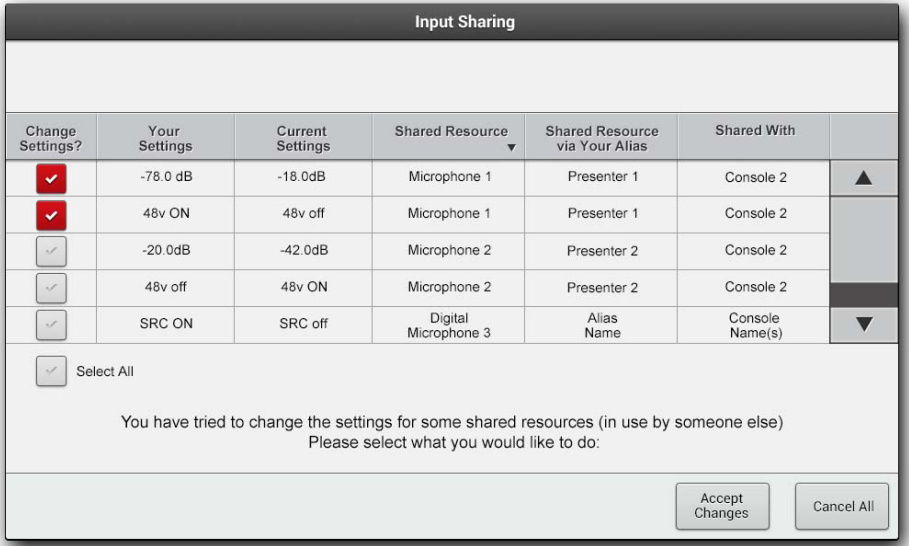 Input Sharing
Change Settings?
Your Settings
Current Settings
Shared Resource
Shared Resource via Your Alias
Shared With
-78.0 dB -18.0dB Microphone 1 Presenter 1 Console 2
48v ON 48v off Microphone 1 Presenter 1 Console 2
-20.0dB -42.0dB Microphone 2 Presenter 2 Console 2
48v off 48v ON Microphone 2 Presenter 2 Console 2
SRC ON SRC off Digital Microphone 3 Alias Name Console Name(s)
Select All
You have tried to change the settings for some shared resources (in use by someone else)
Please select what you would like to do:
Accept
Changes
Cancel All